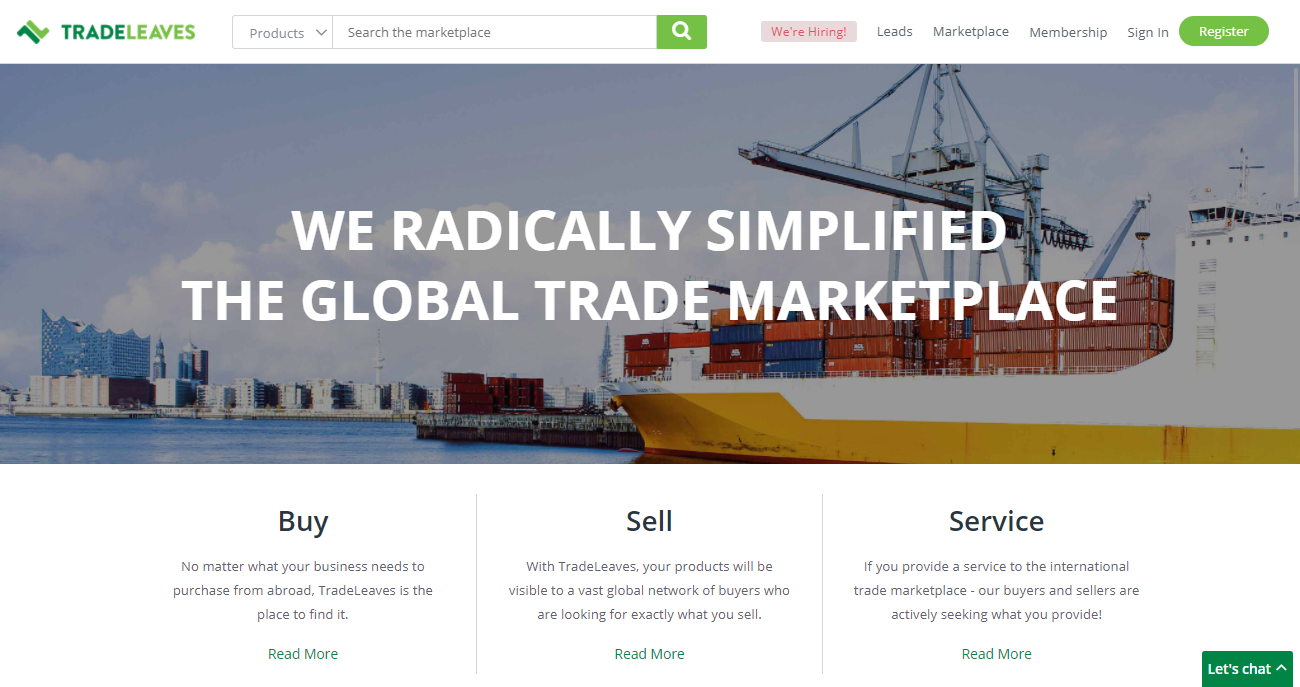 TRADELEAVES
Products
Search the marketplace
We're Hiring!
Leads
Marketplace
Membership
Sign In
Register
WE RADICALLY SIMPLIFIED
THE GLOBAL TRADE MARKETPLACE
Buy
No matter what your business needs to
purchase from abroad, TradeLeaves is the
place to find it.
Read More
Sell
With TradeLeaves, your products will be
visible to a vast global network of buyers who
are looking for exactly what you sell.
Read More
Service
If you provide a service to the international
trade marketplace - our buyers and sellers are
actively seeking what you provide!
Read More
Let's chat